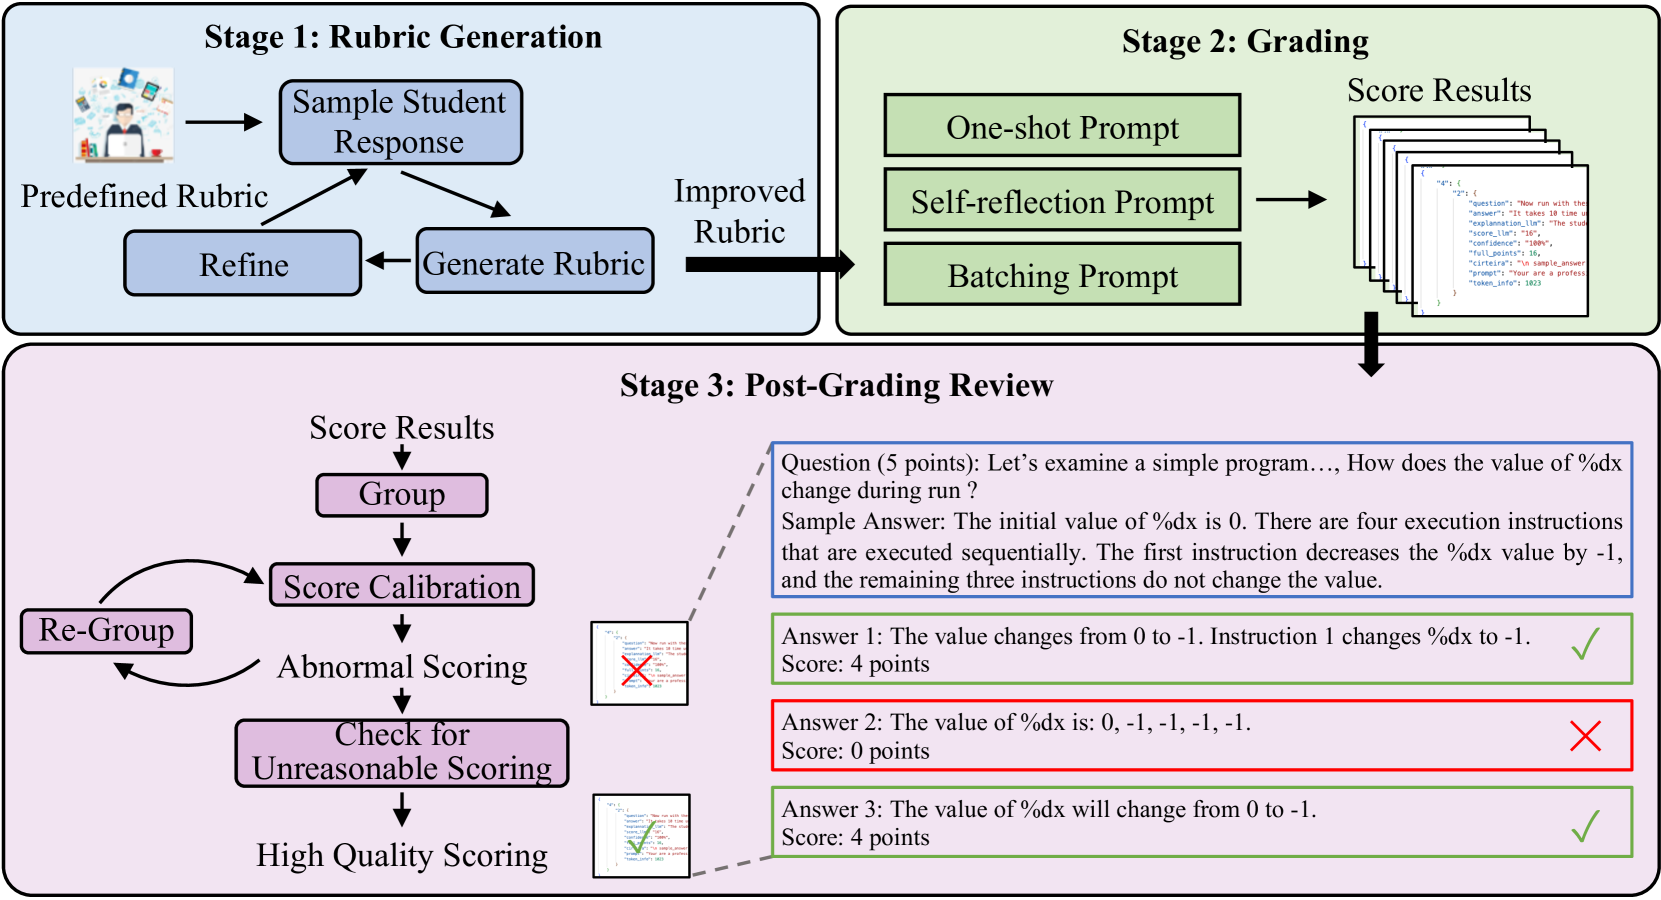 Stage 1: Rubric Generation
Sample Student
Response
Predefined Rubric
Refine
Generate Rubric
Improved
Rubric
Stage 2: Grading
One-shot Prompt
Self-reflection Prompt
Batching Prompt
Score Results
{
"4": {
"2": {
"question": "Now run with thes
"answer": "It takes 10 time u
"explannation_llm": "The stud
"score_llm": "16",
"confidence": "100%",
"full_points": 16,
"cirteira": "\n sample_answer
"prompt": "Your are a profess
"token_info": 1023
}
}
}
Stage 3: Post-Grading Review
Score Results
Group
Score Calibration
Re-Group
Abnormal Scoring
Check for
Unreasonable Scoring
High Quality Scoring
Question (5 points): Let’s examine a simple program…, How does the value of %dx
change during run ?
Sample Answer: The initial value of %dx is 0. There are four execution instructions
that are executed sequentially. The first instruction decreases the %dx value by -1,
and the remaining three instructions do not change the value.
Answer 1: The value changes from 0 to -1. Instruction 1 changes %dx to -1.
Score: 4 points
Answer 2: The value of %dx is: 0, -1, -1, -1, -1.
Score: 0 points
Answer 3: The value of %dx will change from 0 to -1.
Score: 4 points